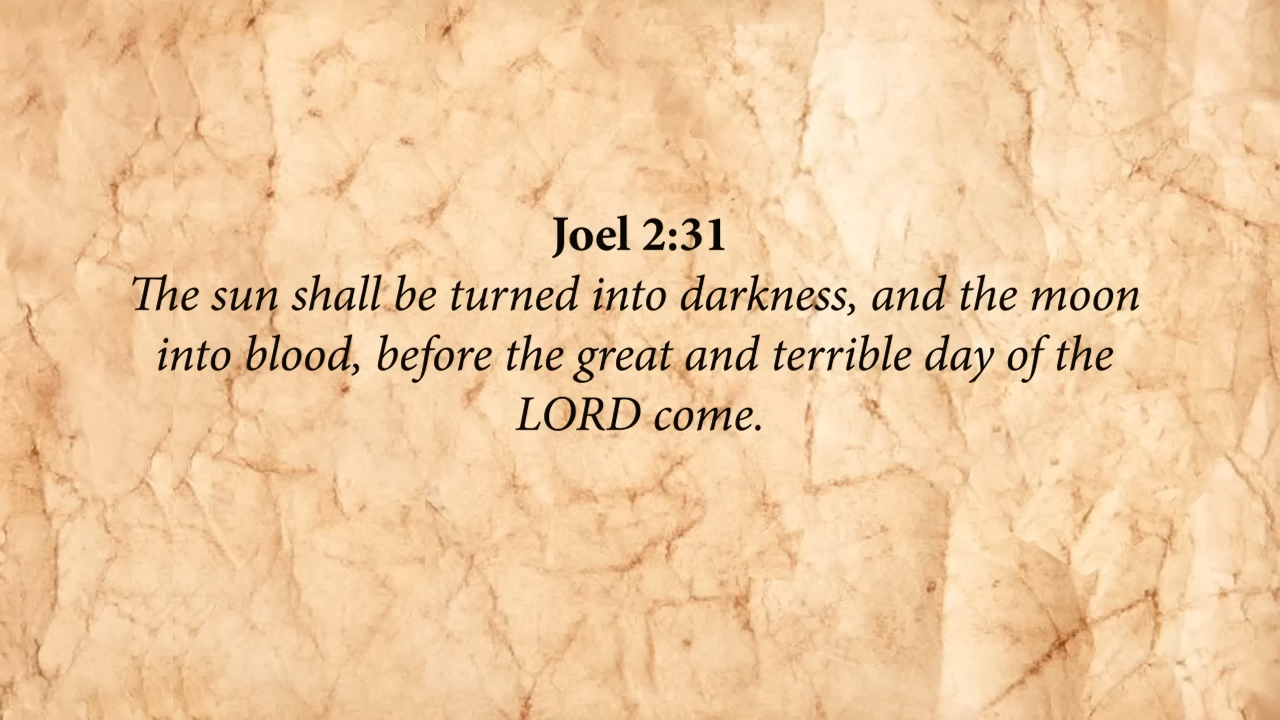 Joel 2:31
The sun shall be turned into darkness, and the moon
into blood, before the great and terrible day of the
LORD come.